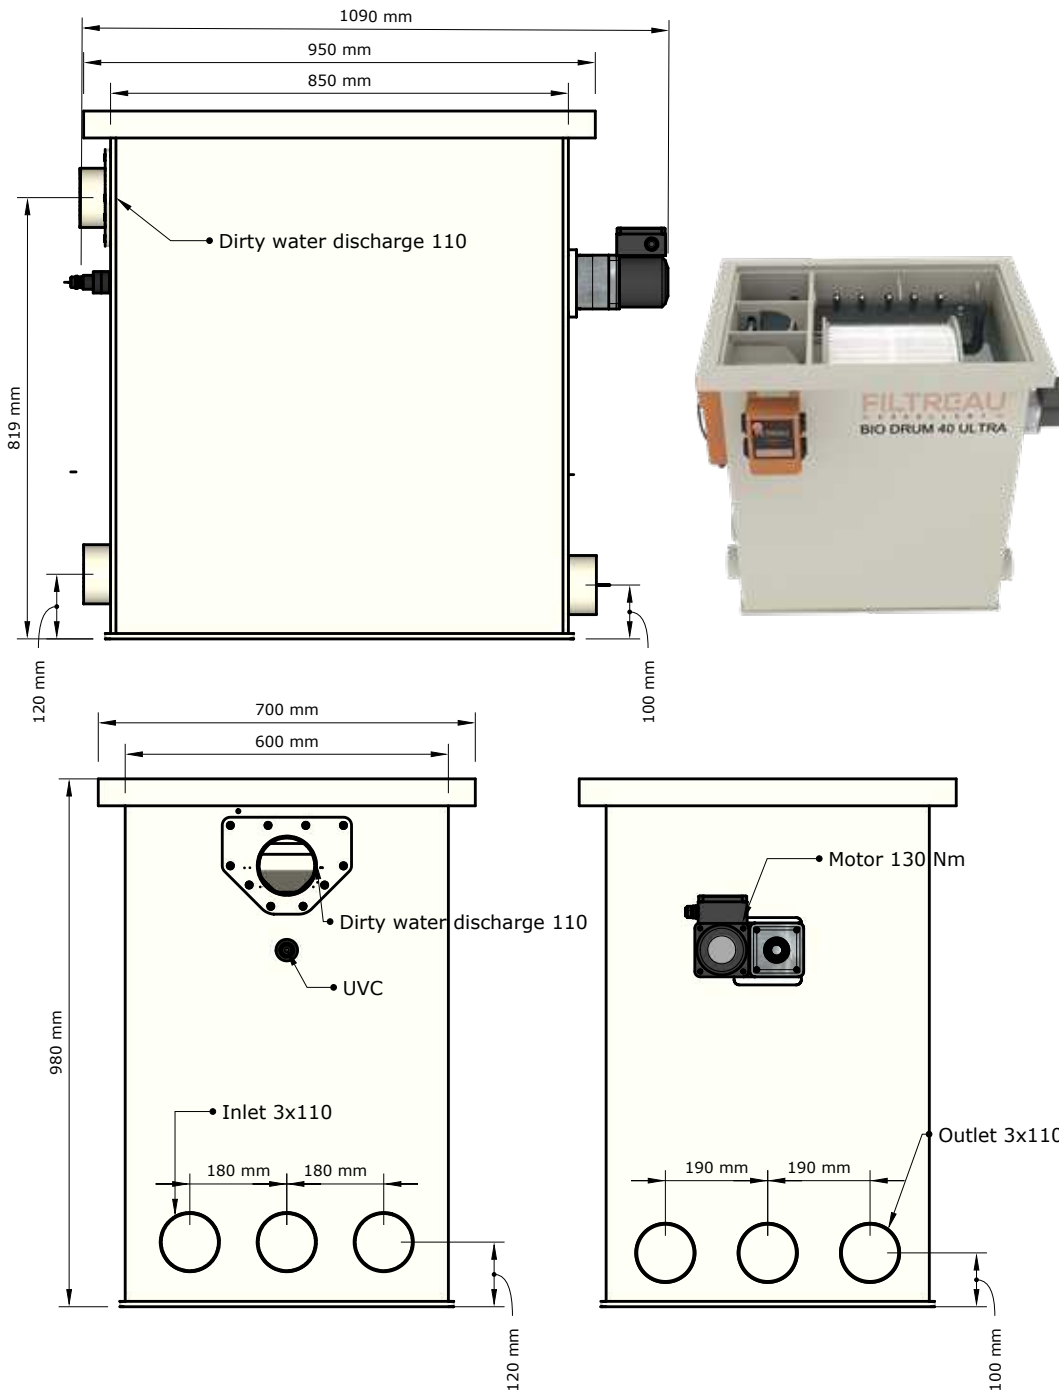 1090 mm
950 mm
850 mm
Dirty water discharge 110
819 mm
120 mm
100 mm
FILTREAU
BIO DRUM 40 ULTRA
700 mm
600 mm
980 mm
Dirty water discharge 110
UVC
Inlet 3x110
180 mm
180 mm
120 mm
Motor 130 Nm
Outlet 3x110
190 mm
190 mm
100 mm